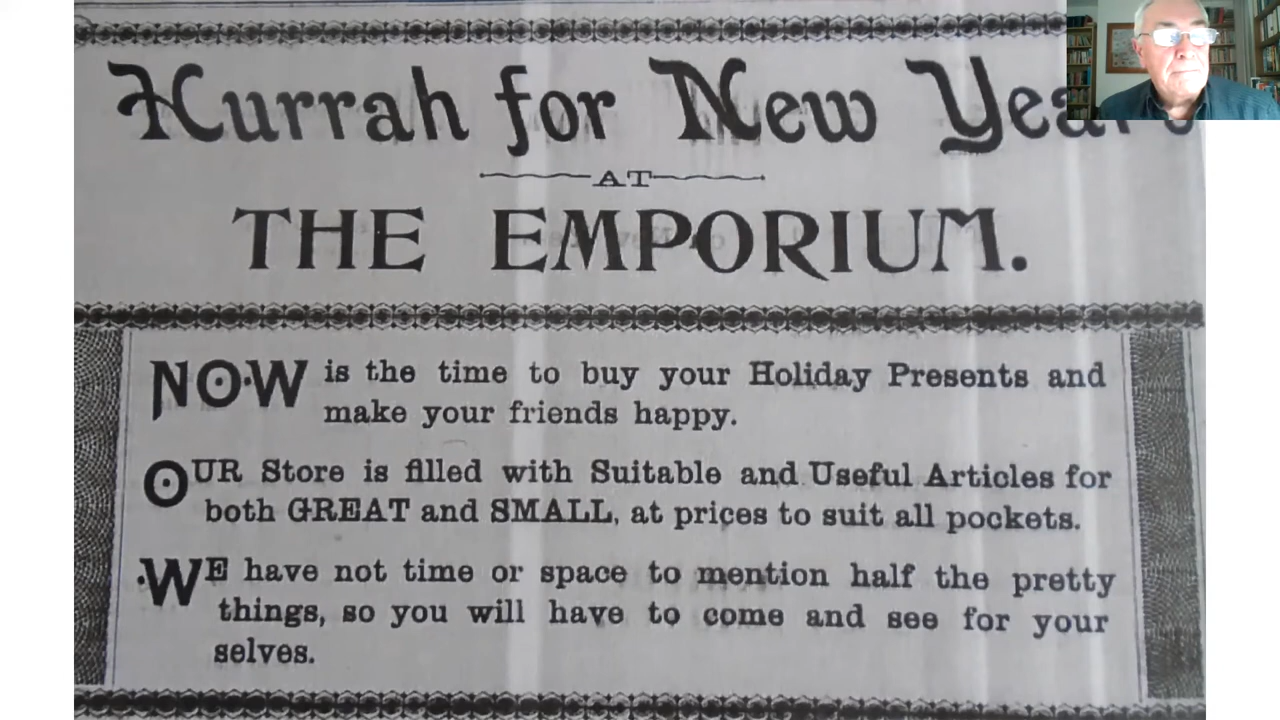 Hurrah for New Years
AT
THE EMPORIUM.
NOW is the time to buy your Holiday Presents and
make your friends happy.
OUR Store is filled with Suitable and Useful Articles for
both GREAT and SMALL, at prices to suit all pockets.
WE have not time or space to mention half the pretty
things, so you will have to come and see for your
selves.